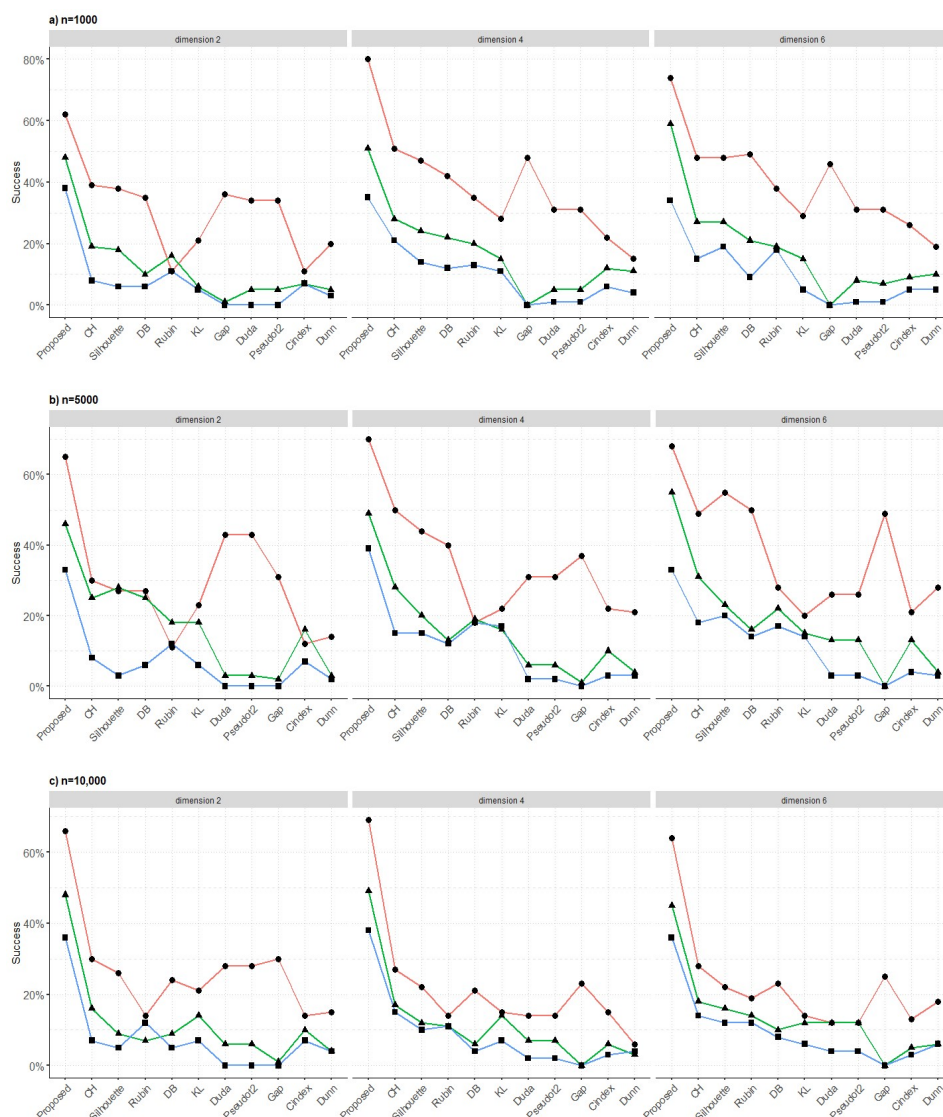 a) n=1000
dimension 2 dimension 4 dimension 6
80%
60%
40%
20%
0%
Success
Proposed CH Silhouette DB Rubin KL Gap Duda Pseudot2 Cindex Dunn Proposed CH Silhouette DB Rubin KL Gap Duda Pseudot2 Cindex Dunn Proposed CH Silhouette DB Rubin KL Gap Duda Pseudot2 Cindex Dunn
b) n=5000
dimension 2 dimension 4 dimension 6
60%
40%
20%
0%
Success
Proposed CH Silhouette DB Rubin KL Duda Pseudot2 Gap Cindex Dunn Proposed CH Silhouette DB Rubin KL Duda Pseudot2 Gap Cindex Dunn Proposed CH Silhouette DB Rubin KL Duda Pseudot2 Gap Cindex Dunn
c) n=10,000
dimension 2 dimension 4 dimension 6
60%
40%
20%
0%
Success
Proposed CH Silhouette Rubin DB KL Duda Pseudot2 Gap Cindex Dunn Proposed CH Silhouette Rubin DB KL Duda Pseudot2 Gap Cindex Dunn Proposed CH Silhouette Rubin DB KL Duda Pseudot2 Gap Cindex Dunn